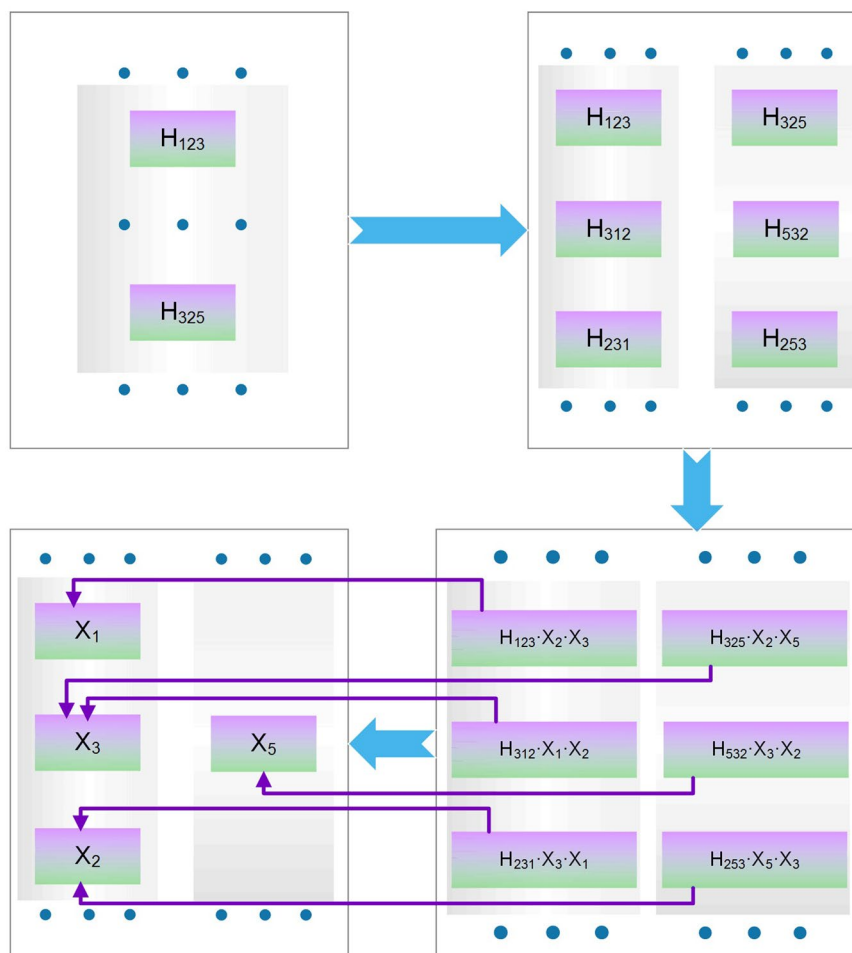 H₁₂₃
H₃₂₅
H₁₂₃ H₃₂₅
H₃₁₂ H₅₃₂
H₂₃₁ H₂₅₃
X₁
X₃ X₅
X₂
H₁₂₃·X₂·X₃ H₃₂₅·X₂·X₅
H₃₁₂·X₁·X₂ H₅₃₂·X₃·X₂
H₂₃₁·X₃·X₁ H₂₅₃·X₅·X₃